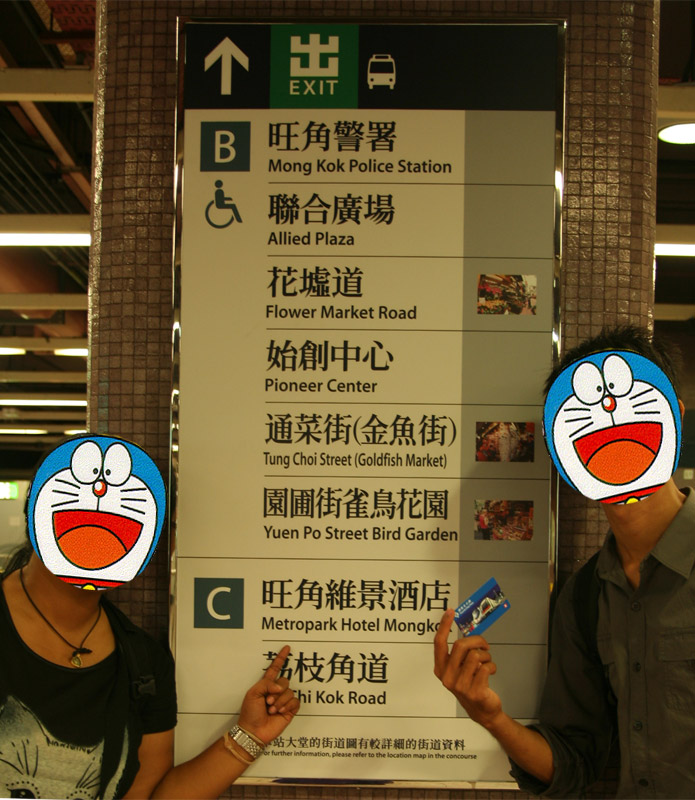 出
EXIT
B
旺角警署
Mong Kok Police Station
聯合廣場
Allied Plaza
花墟道
Flower Market Road
始創中心
Pioneer Center
通菜街(金魚街)
Tung Choi Street (Goldfish Market)
園圃街雀鳥花園
Yuen Po Street Bird Garden
C
旺角維景酒店
Metropark Hotel Mongko
荔枝角道
Chi Kok Road
站大堂的街道圖有較詳細的街道資料
For further information, please refer to the location map in the concourse